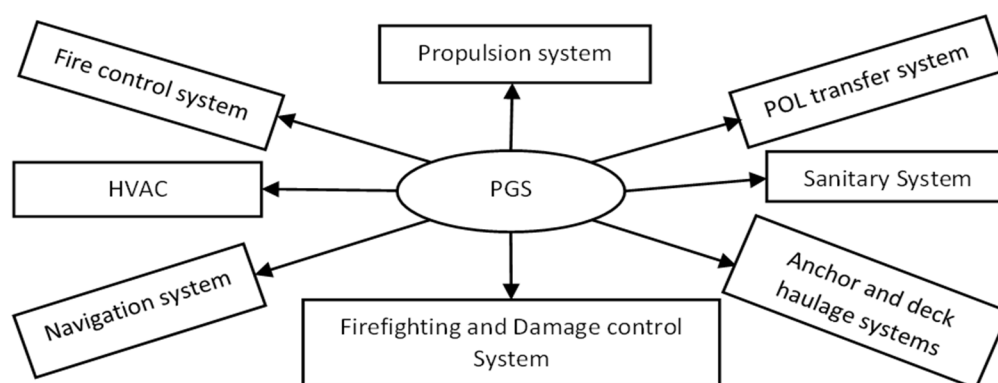 Fire control system
Propulsion system
POL transfer system
HVAC
PGS
Sanitary System
Navigation system
Firefighting and Damage control
System
Anchor and deck
haulage systems